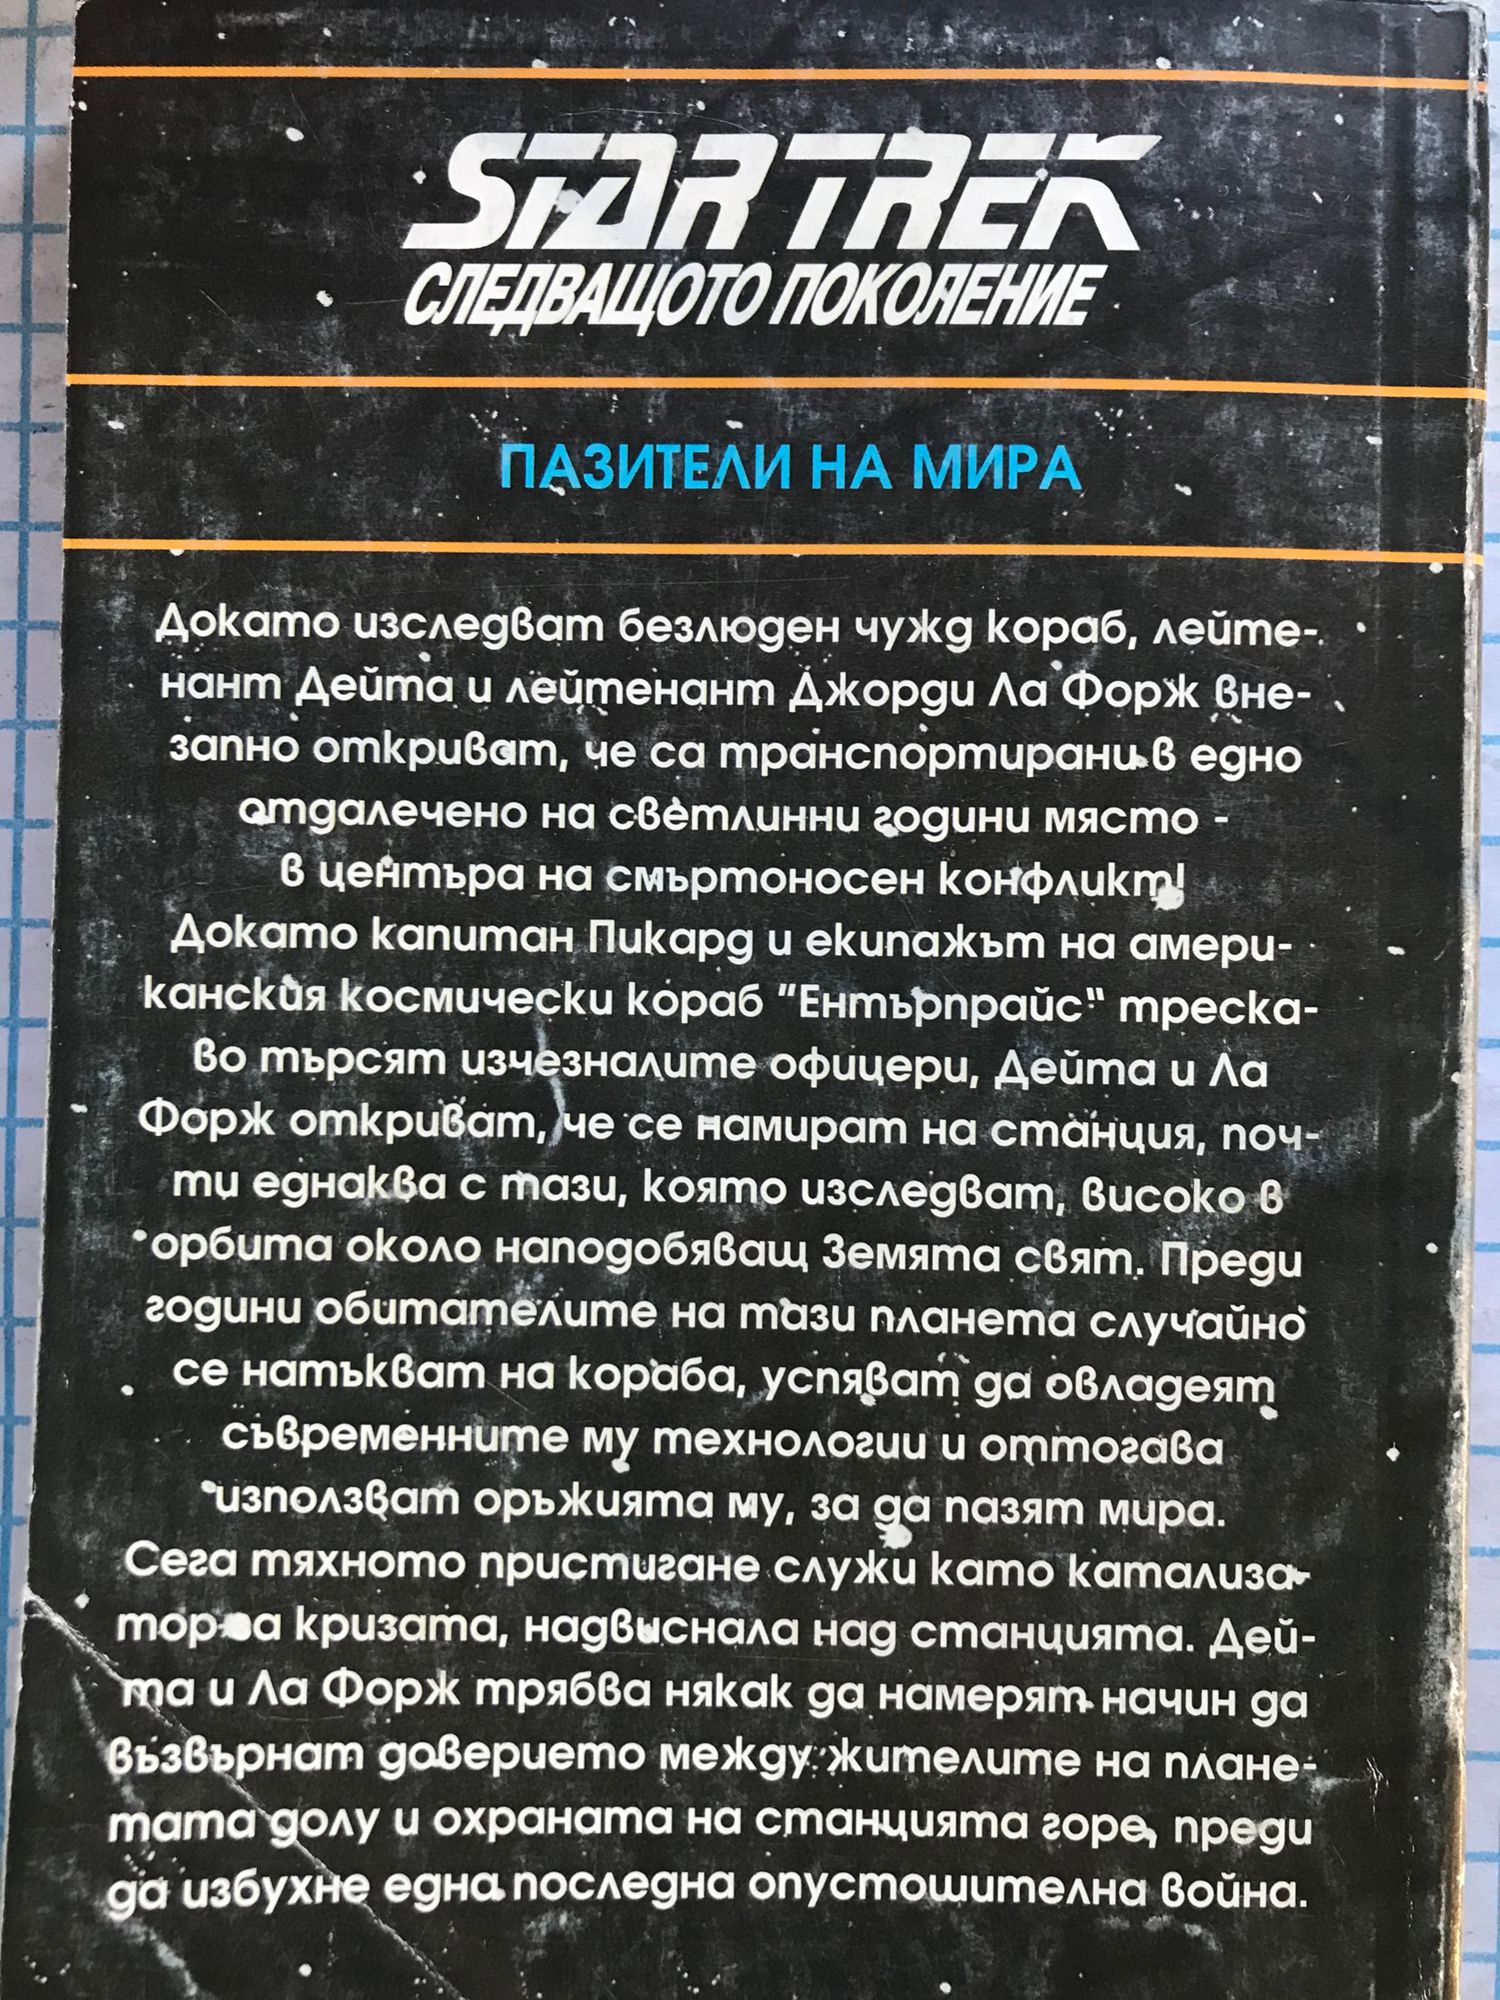 STAR TREK
СЛЕДВАЩОТО ПОКОЛЕНИЕ
ПАЗИТЕЛИ НА МИРА
Докато изследват безлюден чужд кораб, лейте-
нант Дейта и лейтенант Джорди Ла Форж вне-
запно откриват, че са транспортирани в едно
отдалечено на светлинни години място -
в центъра на смъртоносен конфликт!
Докато капитан Пикард и екипажът на амери-
канския космически кораб "Ентърпрайс" треска-
во търсят изчезналите офицери, Дейта и Ла
Форж откриват, че се намират на станция, поч-
ти еднаква с тази, която изследват, високо в
орбита около наподобяващ Земята свят. Преди
години обитателите на тази планета случайно
се натъкват на кораба, успяват да овладеят
съвременните му технологии и оттогава
използват оръжията му, за да пазят мира.
Сега тяхното пристигане служи като катализа-
тор за кризата, надвиснала над станцията. Дей-
та и Ла Форж трябва някак да намерят начин да
възвърнат доверието между жителите на плане-
тата долу и охраната на станцията горе, преди
да избухне една последна опустошителна война.